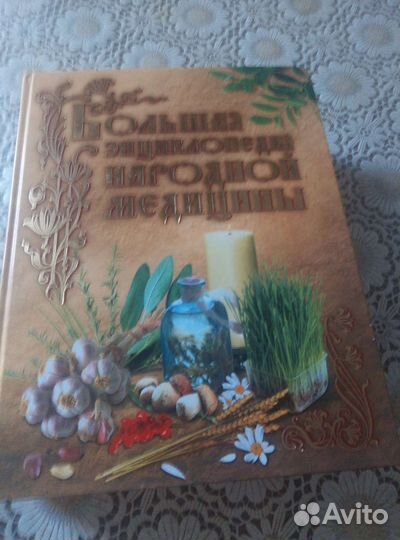 Большая
энциклопедия
народной
медицины
Avito